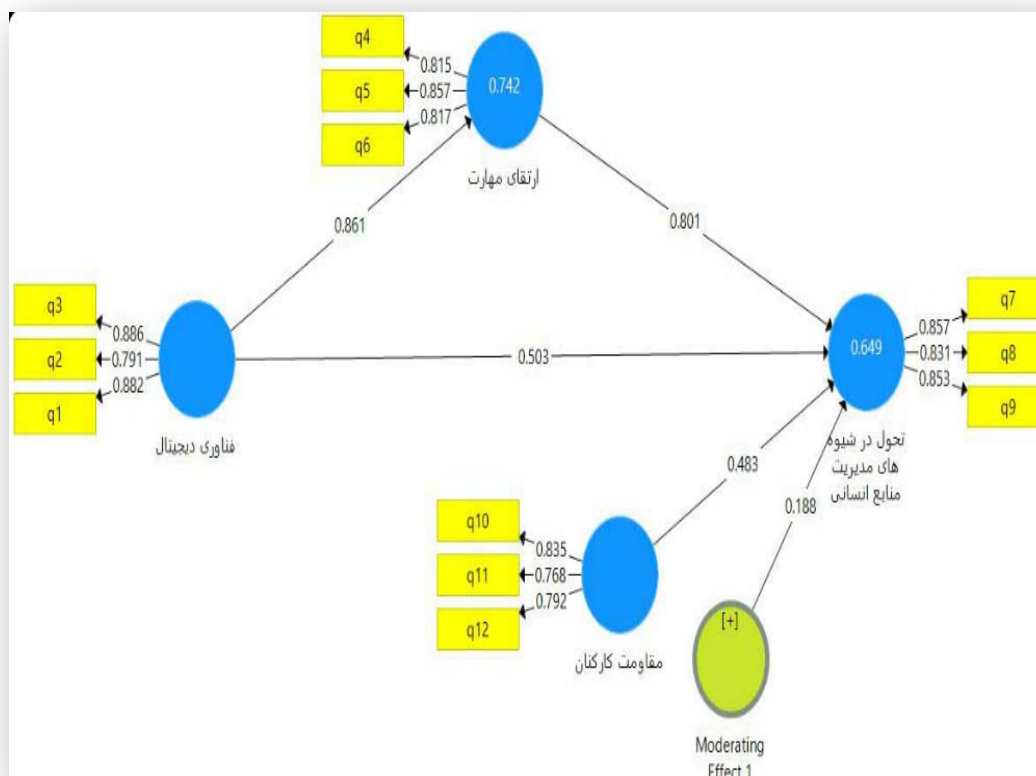 q4
0.815
q5
0.857
0.742
q6
0.817
ارتقای مهارت
0.861
0.801
q3
0.886
q2
0.791
q1
0.882
فناوری دیجیتال
0.503
0.649
q7
0.857
q8
0.831
q9
0.853
تحول در شیوه
های مدیریت
منابع انسانی
0.483
0.188
q10
0.835
q11
0.768
q12
0.792
مقاومت کارکنان
[+]
Moderating
Effect 1